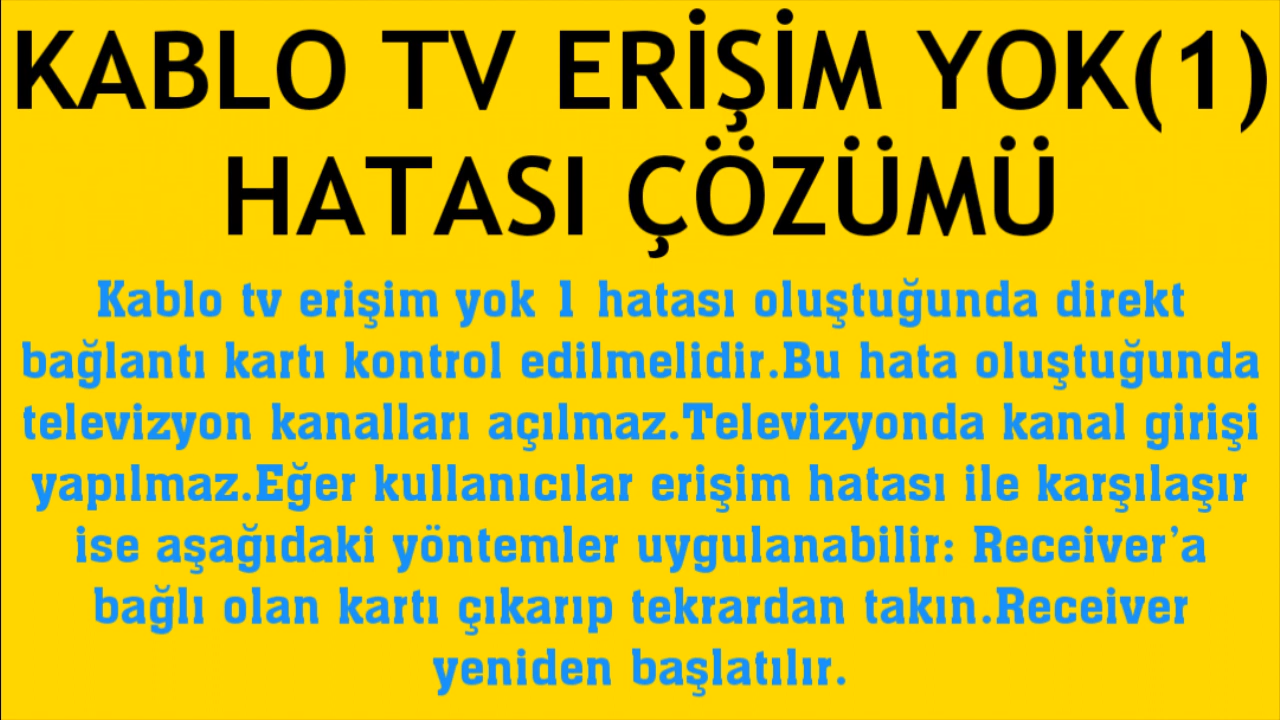 KABLO TV ERİŞİM YOK(1)
HATASI ÇÖZÜMÜ
Kablo tv erişim yok 1 hatası oluştuğunda direkt
bağlantı kartı kontrol edilmelidir.Bu hata oluştuğunda
televizyon kanalları açılmaz.Televizyonda kanal girişi
yapılmaz.Eğer kullanıcılar erişim hatası ile karşılaşır
ise aşağıdaki yöntemler uygulanabilir: Receiver’a
bağlı olan kartı çıkarıp tekrardan takın.Receiver
yeniden başlatılır.